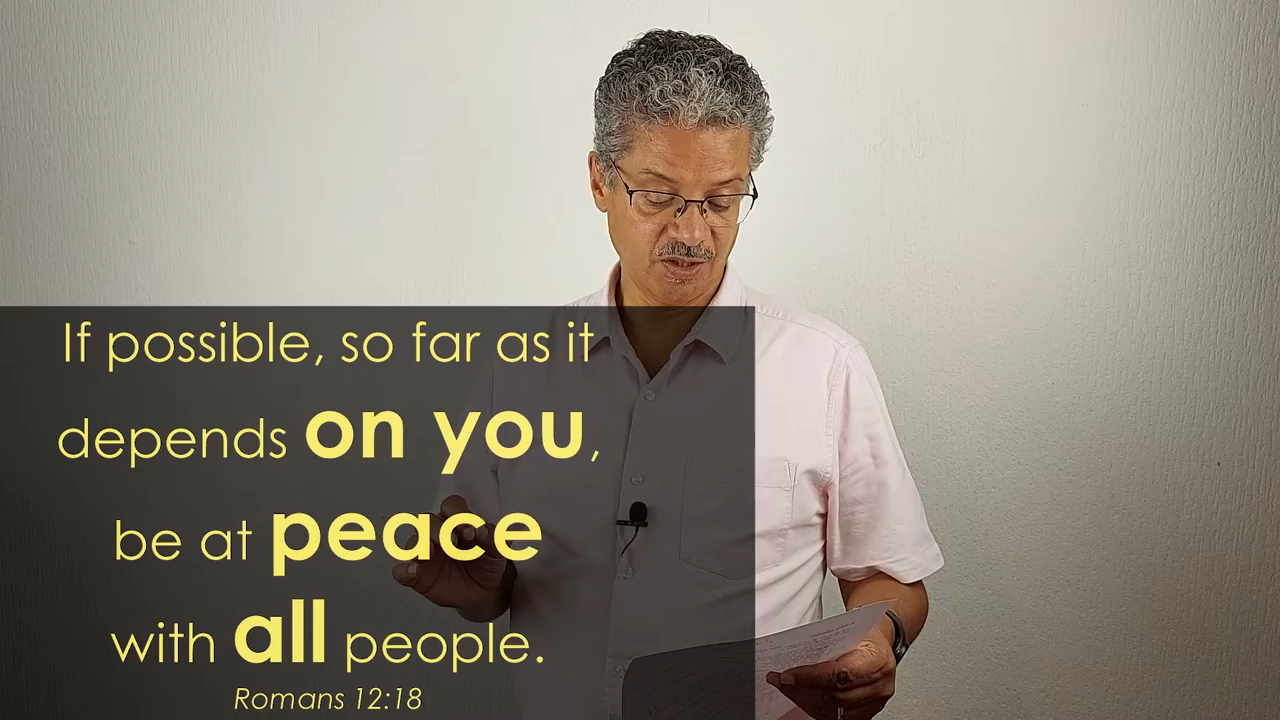 If possible, so far as it
depends on you,
be at peace
with all people.
Romans 12:18